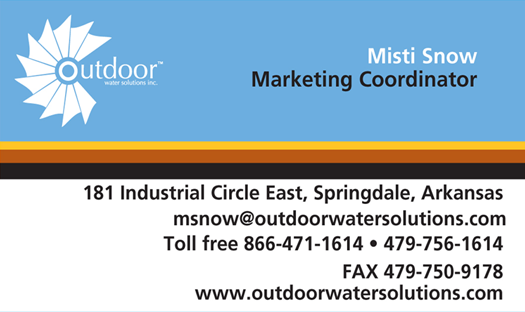 Outdoor™
water solutions inc.
Misti Snow
Marketing Coordinator
181 Industrial Circle East, Springdale, Arkansas
msnow@outdoorwatersolutions.com
Toll free 866-471-1614 • 479-756-1614
FAX 479-750-9178
www.outdoorwatersolutions.com